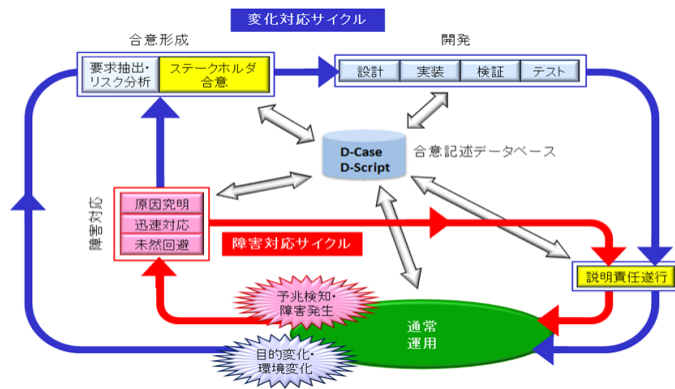 変化対応サイクル
合意形成
開発
要求抽出・
リスク分析
ステークホルダ
合意
設計
実装
検証
テスト
D-Case
D-Script
合意記述データベース
障害対応
原因究明
迅速対応
未然回避
障害対応サイクル
説明責任遂行
予兆検知・
障害発生
通常
運用
目的変化・
環境変化